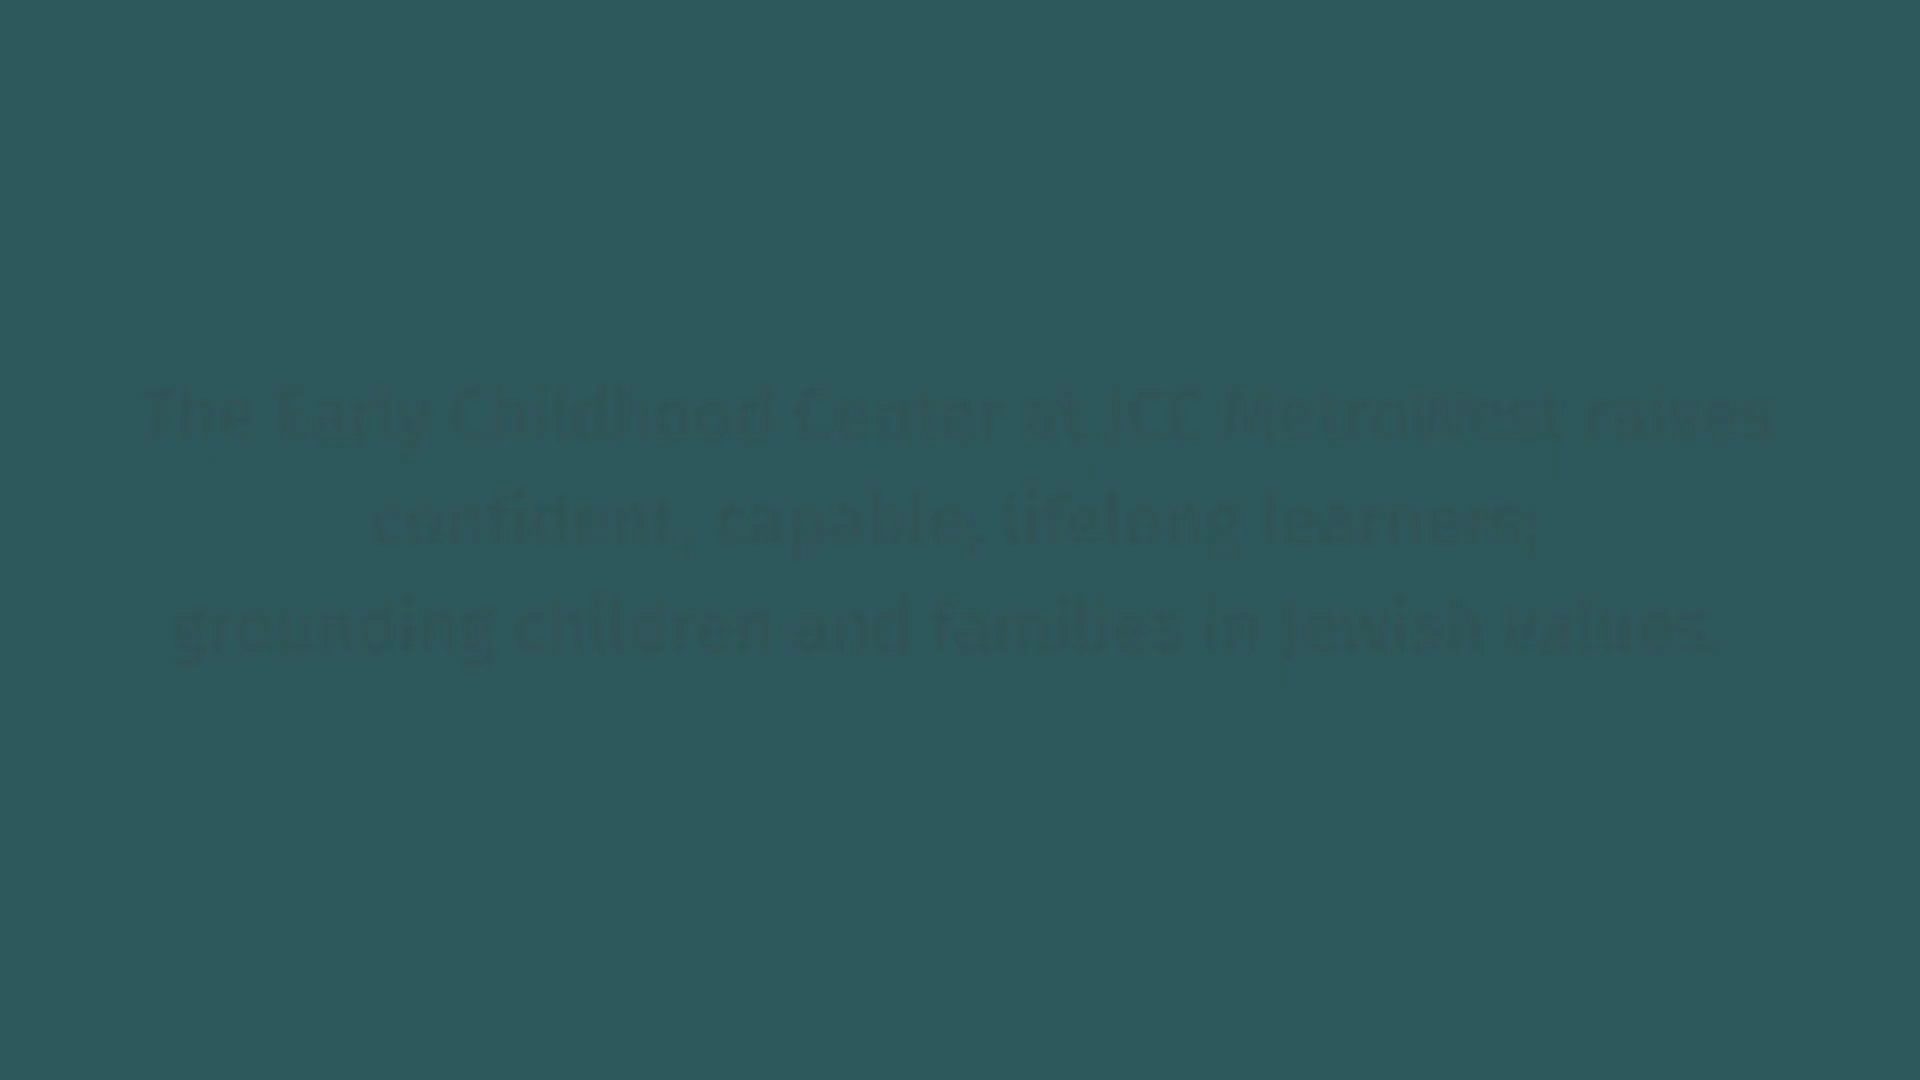 The Early Childhood Center at JCC MetroWest raises
confident, capable, lifelong learners;
grounding children and families in Jewish values.